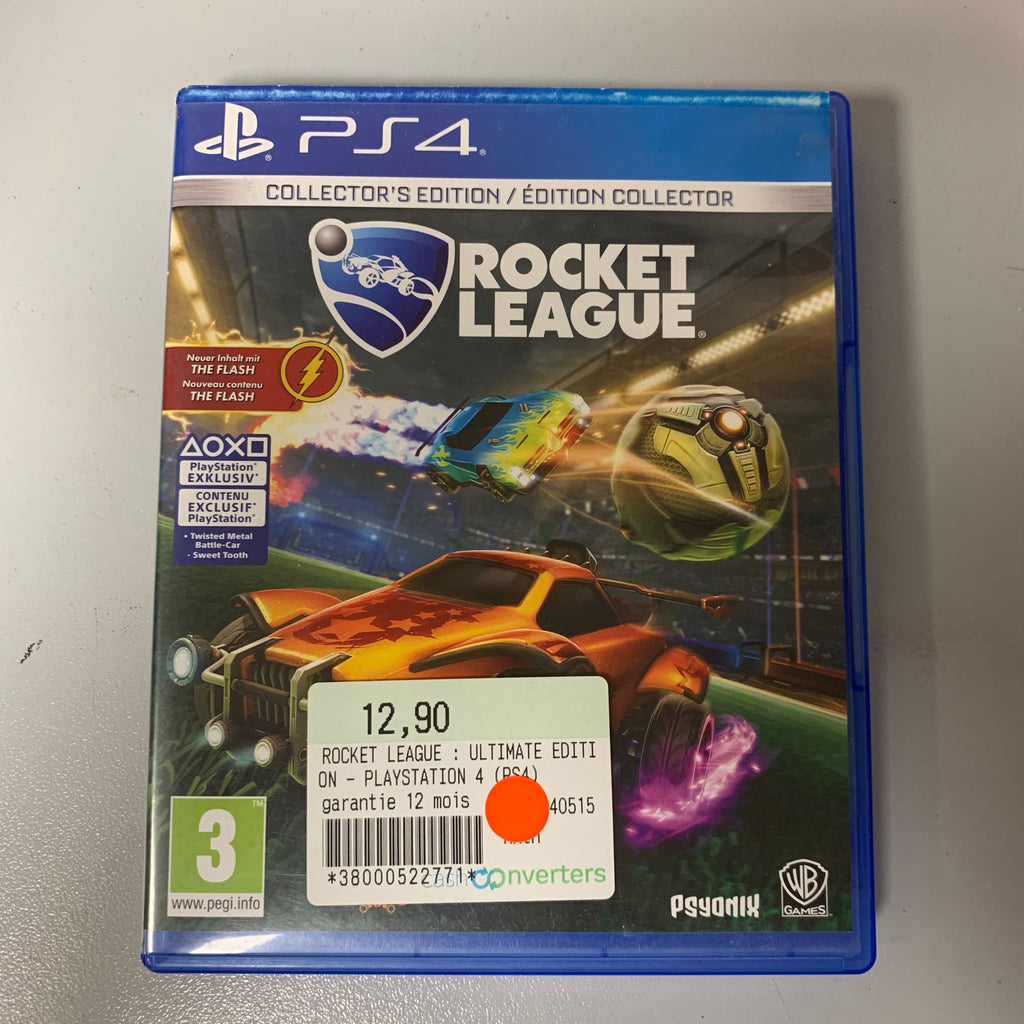 PS4
COLLECTOR'S EDITION / ÉDITION COLLECTOR
ROCKET
LEAGUE
Neuer Inhalt mit
THE FLASH
Nouveau contenu
THE FLASH
PlayStation
EXKLUSIV*
CONTENU
EXCLUSIF*
PlayStation
• Twisted Metal
Battle-Car
- Sweet Tooth
12,90
ROCKET LEAGUE : ULTIMATE EDITI
ON - PLAYSTATION 4 (PS4)
garantie 12 mois 40515
*38000522771*
cash converters
3
www.pegi.info
PSYONIX
WB
GAMES